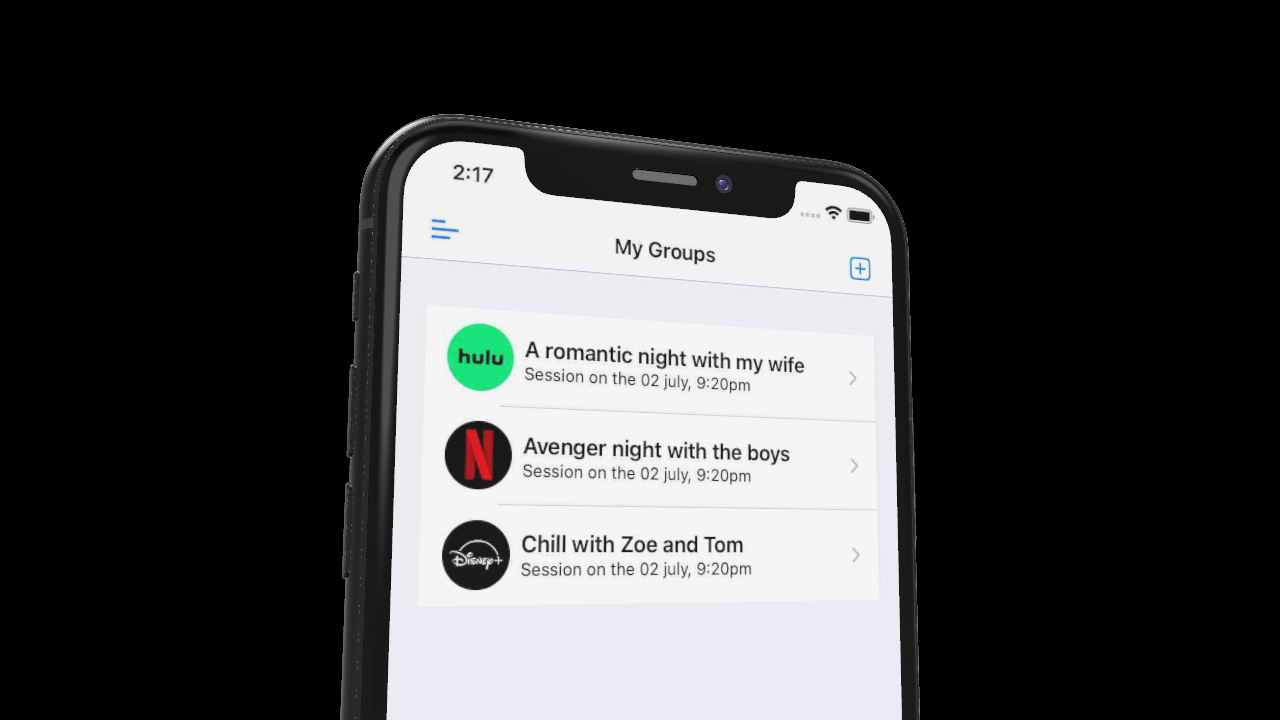 2:17
My Groups
hulu
A romantic night with my wife
Session on the 02 july, 9:20pm
N
Avenger night with the boys
Session on the 02 july, 9:20pm
Disney+
Chill with Zoe and Tom
Session on the 02 july, 9:20pm